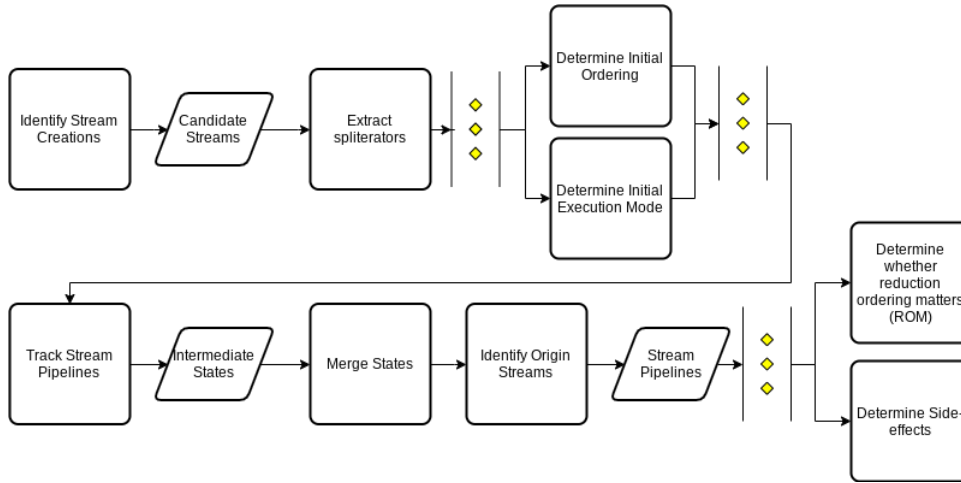 Identify Stream
Creations
Candidate
Streams
Extract
spliterators
Determine Initial
Ordering
Determine Initial
Execution Mode
Track Stream
Pipelines
Intermediate
States
Merge States
Identify Origin
Streams
Stream
Pipelines
Determine
whether
reduction
ordering matters
(ROM)
Determine Side-
effects